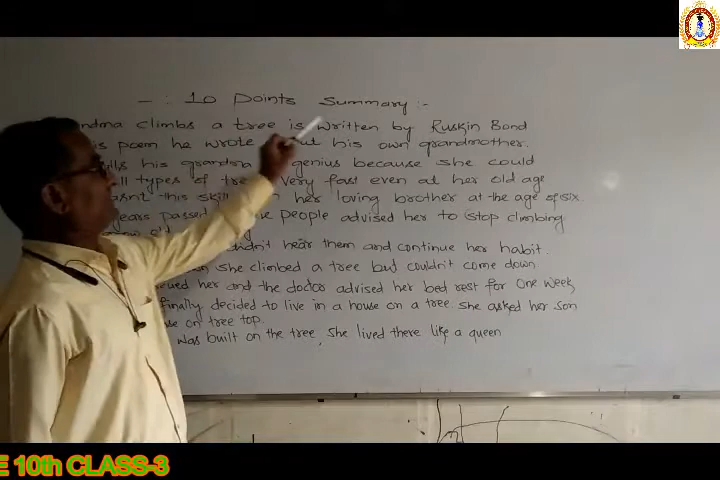 - : 10 Points Summary :-
ndma climbs a tree is written by Ruskin Bond
is poem he wrote his own grandmother.
his grandma genius because she could
ll types of very fast even at her old age
this skill her loving brother at the age of six.
years passed people advised her to stop climbing
didn't hear them and continue her habit.
she climbed a tree but couldn't come down
her and the doctor advised her bed rest for one week,
finally decided to live in a house on a tree she asked her son
on tree top.
was built on the tree, she lived there like a queen
E 10th CLASS-3